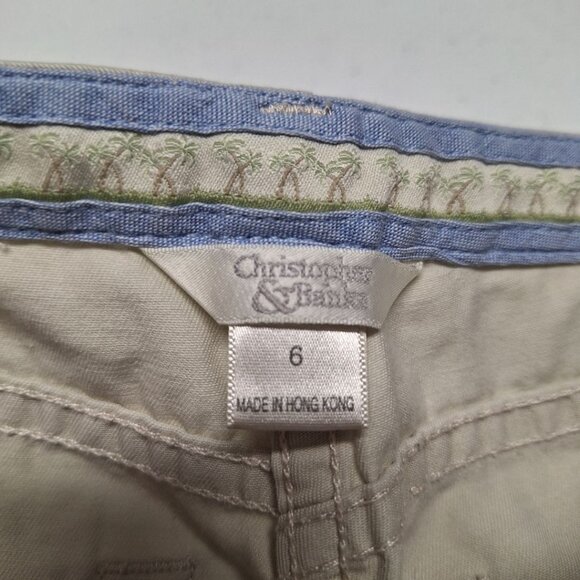 Christopher
& Banks
6
MADE IN HONG KONG